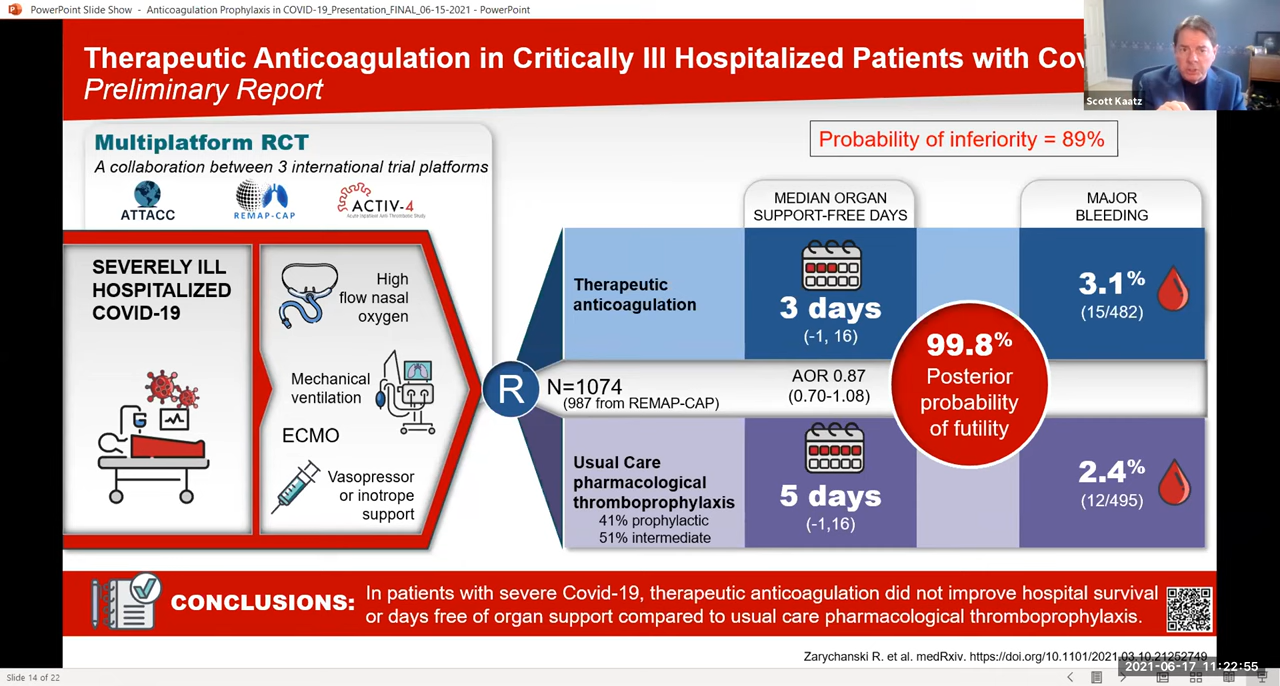 PowerPoint Slide Show - Anticoagulation Prophylaxis in COVID-19_Presentation_FINAL_06-15-2021 - PowerPoint
Therapeutic Anticoagulation in Critically Ill Hospitalized Patients with Cov
Preliminary Report
Scott Kaatz
Multiplatform RCT
A collaboration between 3 international trial platforms
ATTACC
REMAP-CAP
ACTIV-4
Acute Inpatient Anti Thrombotic Study
Probability of inferiority = 89%
MEDIAN ORGAN
SUPPORT-FREE DAYS
MAJOR
BLEEDING
SEVERELY ILL
HOSPITALIZED
COVID-19
High
flow nasal
oxygen
Mechanical
ventilation
ECMO
Vasopressor
or inotrope
support
R
N=1074
(987 from REMAP-CAP)
Therapeutic
anticoagulation
3 days
(-1, 16)
3.1%
(15/482)
AOR 0.87
(0.70-1.08)
99.8%
Posterior
probability
of futility
Usual Care
pharmacological
thromboprophylaxis
41% prophylactic
51% intermediate
5 days
(-1,16)
2.4%
(12/495)
CONCLUSIONS:
In patients with severe Covid-19, therapeutic anticoagulation did not improve hospital survival
or days free of organ support compared to usual care pharmacological thromboprophylaxis.
Zarychanski R. et al. medRxiv. https://doi.org/10.1101/2021.03.10.21252749
2021-06-17 11:22:55
Slide 14 of 22